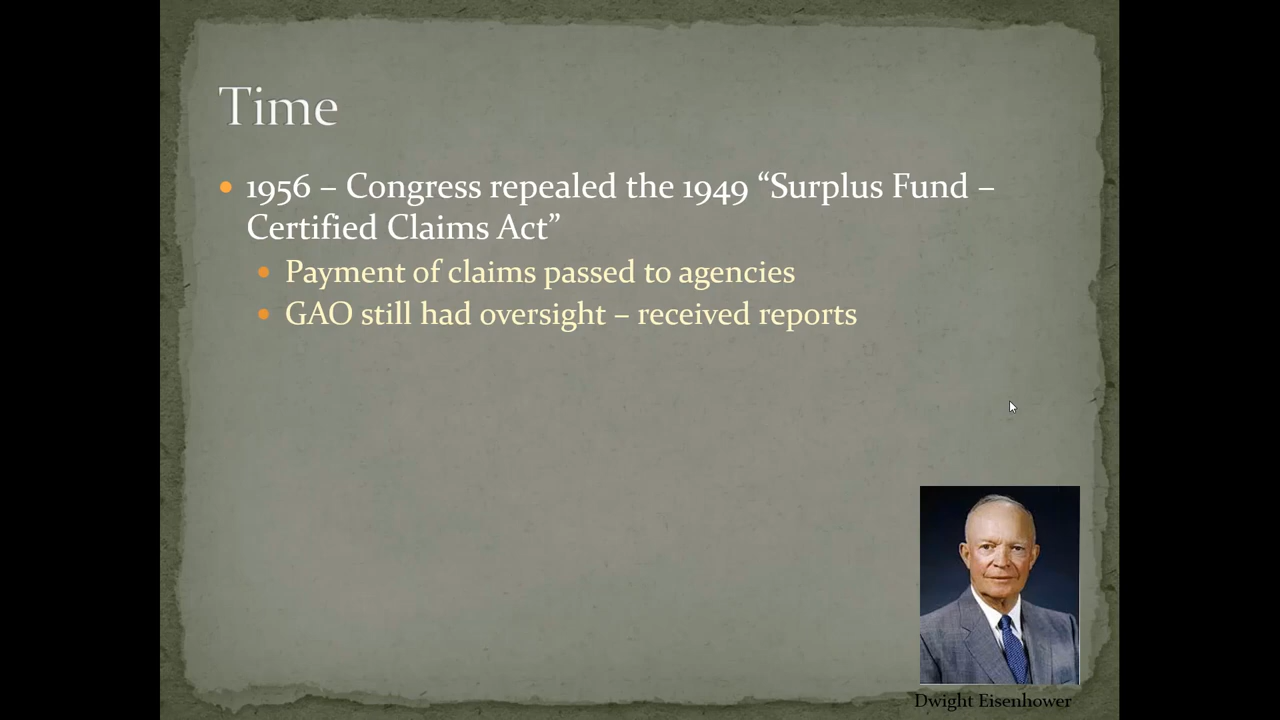 Time
1956 – Congress repealed the 1949 “Surplus Fund –
Certified Claims Act”
Payment of claims passed to agencies
GAO still had oversight – received reports
Dwight Eisenhower